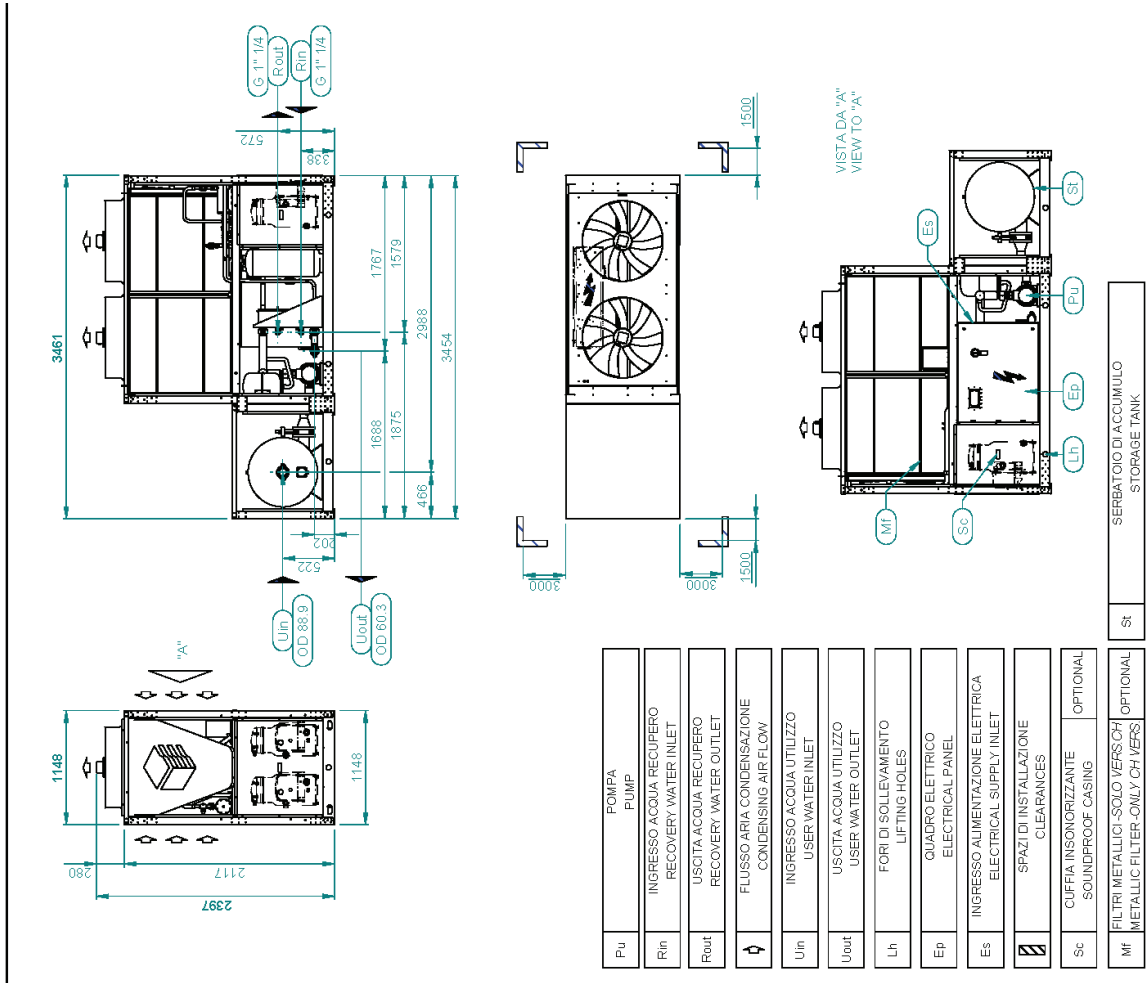 G 1" 1/4
Rout
Rin
G 1" 1/4
572
338
3461
1767
1579
2988
3454
1688
1875
466
202
522
Uin
OD 88.9
Uout
OD 60.3
"A"
1148
1148
280
2117
2397
1500
3000
3000
1500
VISTA DA "A"
VIEW TO "A"
Es
St
Pu
Ep
Lh
Mf
Sc
Pu
POMPA
PUMP
Rin
INGRESSO ACQUA RECUPERO
RECOVERY WATER INLET
Rout
USCITA ACQUA RECUPERO
RECOVERY WATER OUTLET
FLUSSO ARIA CONDENSAZIONE
CONDENSING AIR FLOW
Uin
INGRESSO ACQUA UTILIZZO
USER WATER INLET
Uout
USCITA ACQUA UTILIZZO
USER WATER OUTLET
Lh
FORI DI SOLLEVAMENTO
LIFTING HOLES
Ep
QUADRO ELETTRICO
ELECTRICAL PANEL
Es
INGRESSO ALIMENTAZIONE ELETTRICA
ELECTRICAL SUPPLY INLET
SPAZI DI INSTALLAZIONE
CLEARANCES
Sc
CUFFIA INSONORIZZANTE
SOUNDPROOF CASING
OPTIONAL
Mf
FILTRI METALLICI-SOLO VERS.CH
METALLIC FILTER-ONLY CH VERS
OPTIONAL
St
SERBATOIO DI ACCUMULO
STORAGE TANK